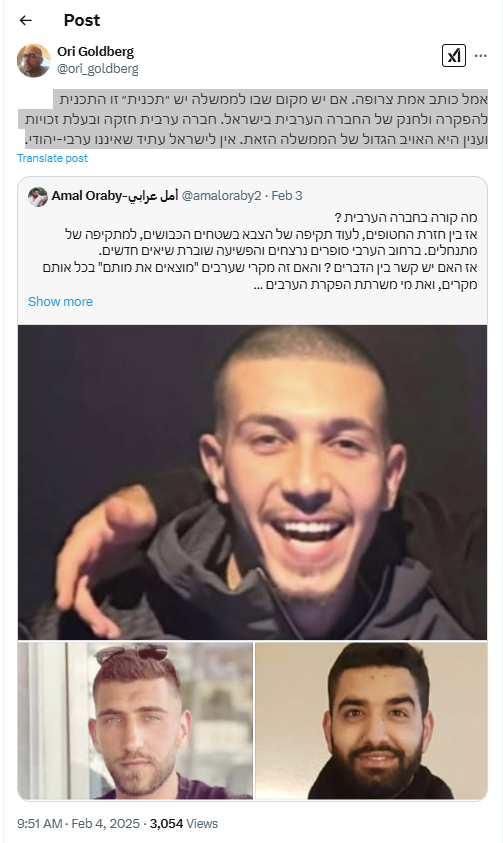 Post
Ori Goldberg
@ori_goldberg
אמל כותב אמת צרופה. אם יש מקום שבו לממשלה יש ״תכנית״ זו התכנית
להפקרה ולחנק של החברה הערבית בישראל. חברה ערבית חזקה ובעלת זכויות
וענין היא האויב הגדול של הממשלה הזאת. אין לישראל עתיד שאיננו ערבי-יהודי.
Translate post
Amal Oraby-أمل عرابي @amaloraby2 · Feb 3
מה קורה בחברה הערבית ?
אז בין חזרת החטופים, לעוד תקיפה של הצבא בשטחים הכבושים, למתקיפה של
מתנחלים. ברחוב הערבי סופרים נרצחים והפשיעה שוברת שיאים חדשים.
אז האם יש קשר בין הדברים ? והאם זה מקרי שערבים "מוצאים את מותם" בכל אותם
מקרים, ואת מי משרתת הפקרת הערבים ...
Show more
9:51 AM · Feb 4, 2025 · 3,054 Views